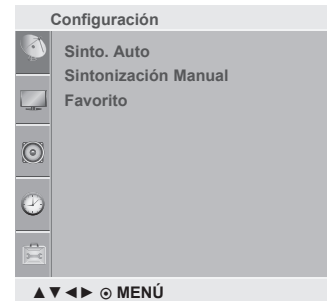 Configuración
Sinto. Auto
Sintonización Manual
Favorito
▲▼◄► ⊙ MENÚ